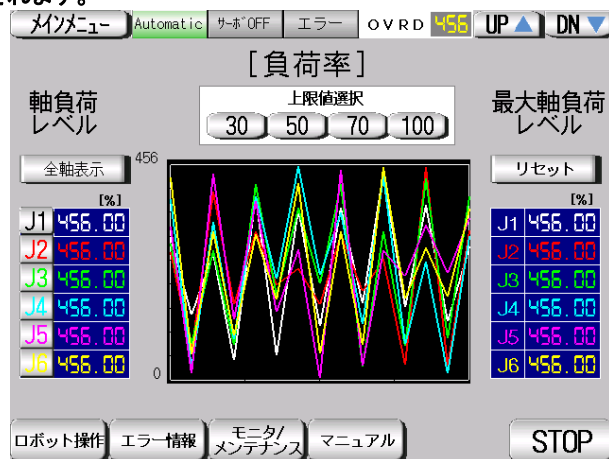 れます。
メインメニュー Automatic サーボOFF エラー OVRD 456 UP▲ DN▼
[負荷率]
軸負荷
レベル
上限値選択
30 50 70 100
最大軸負荷
レベル
全軸表示
456
リセット
[%]
J1 456.00
J2 456.00
J3 456.00
J4 456.00
J5 456.00
J6 456.00
0
[%]
J1 456.00
J2 456.00
J3 456.00
J4 456.00
J5 456.00
J6 456.00
ロボット操作 エラー情報 モニタ/
メンテナンス マニュアル STOP